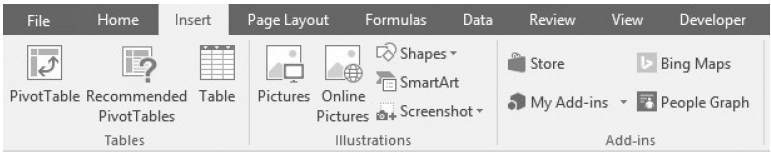 File Home Insert Page Layout Formulas Data Review View Developer
PivotTable
Recommended
PivotTables
Table
Tables
Pictures
Online
Pictures
Shapes
SmartArt
Screenshot
Illustrations
Store
My Add-ins
Bing Maps
People Graph
Add-ins